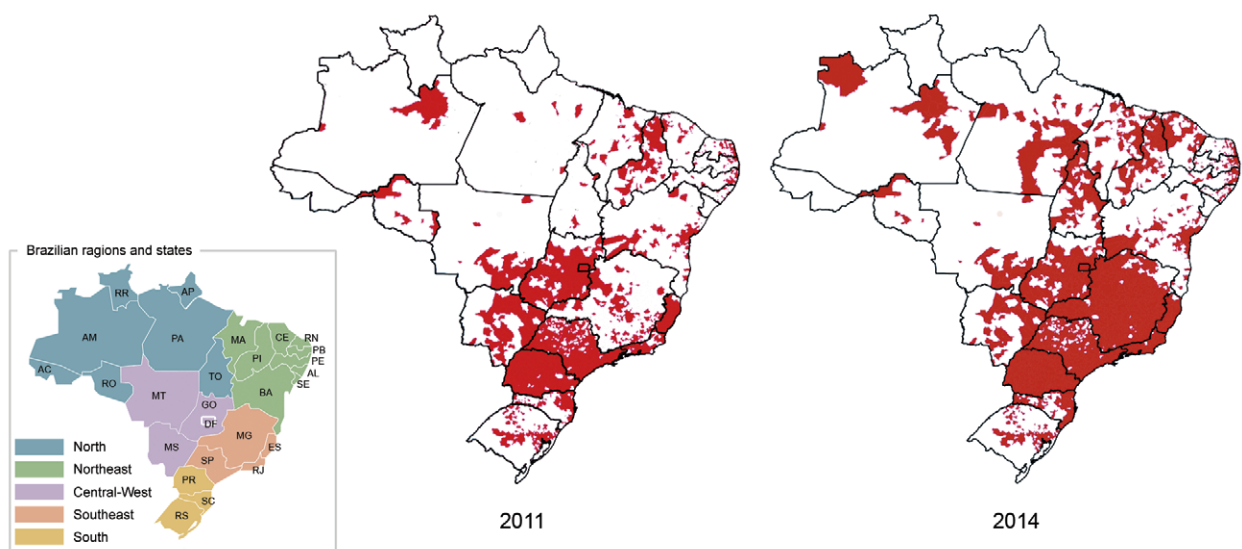 Brazilian regions and states
RR
AP
AM
PA
MA
CE
RN
PB
PE
AL
SE
PI
AC
RO
TO
BA
MT
GO
DF
MG
MS
ES
SP
RJ
PR
SC
RS
North
Northeast
Central-West
Southeast
South
2011
2014